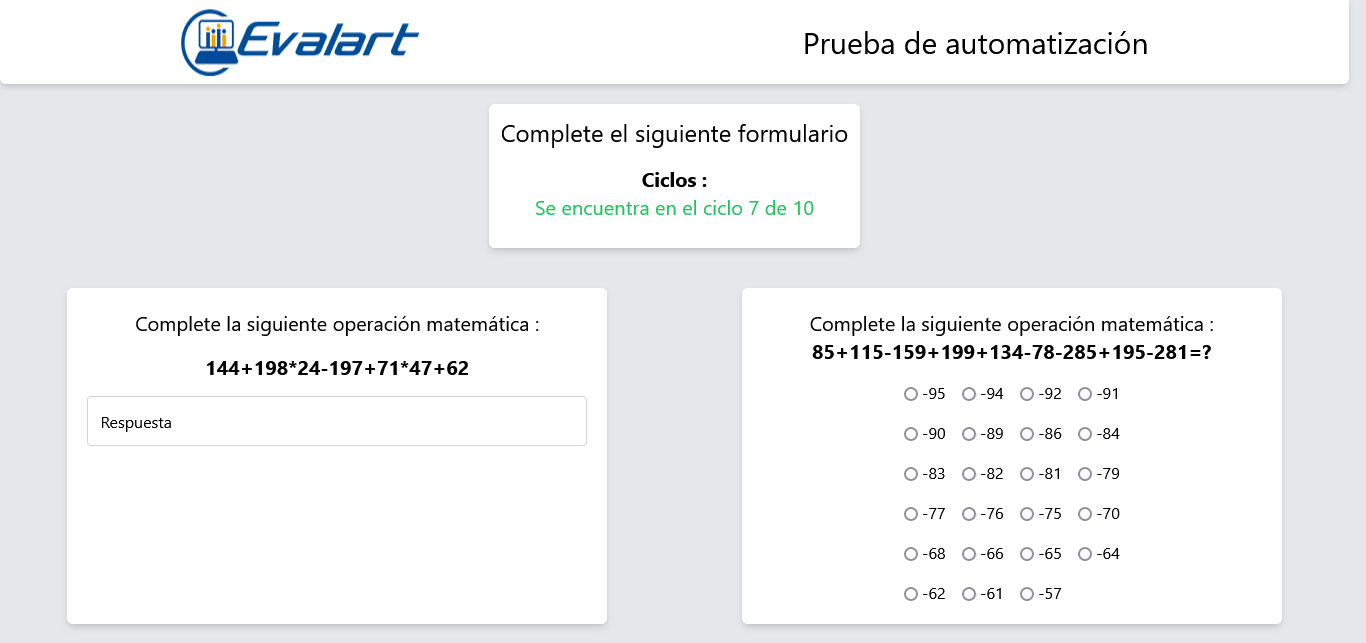 Evalart
Prueba de automatización
Complete el siguiente formulario
Ciclos :
Se encuentra en el ciclo 7 de 10
Complete la siguiente operación matemática :
144+198*24-197+71*47+62
Respuesta
Complete la siguiente operación matemática :
85+115-159+199+134-78-285+195-281=?
-95 -94 -92 -91
-90 -89 -86 -84
-83 -82 -81 -79
-77 -76 -75 -70
-68 -66 -65 -64
-62 -61 -57